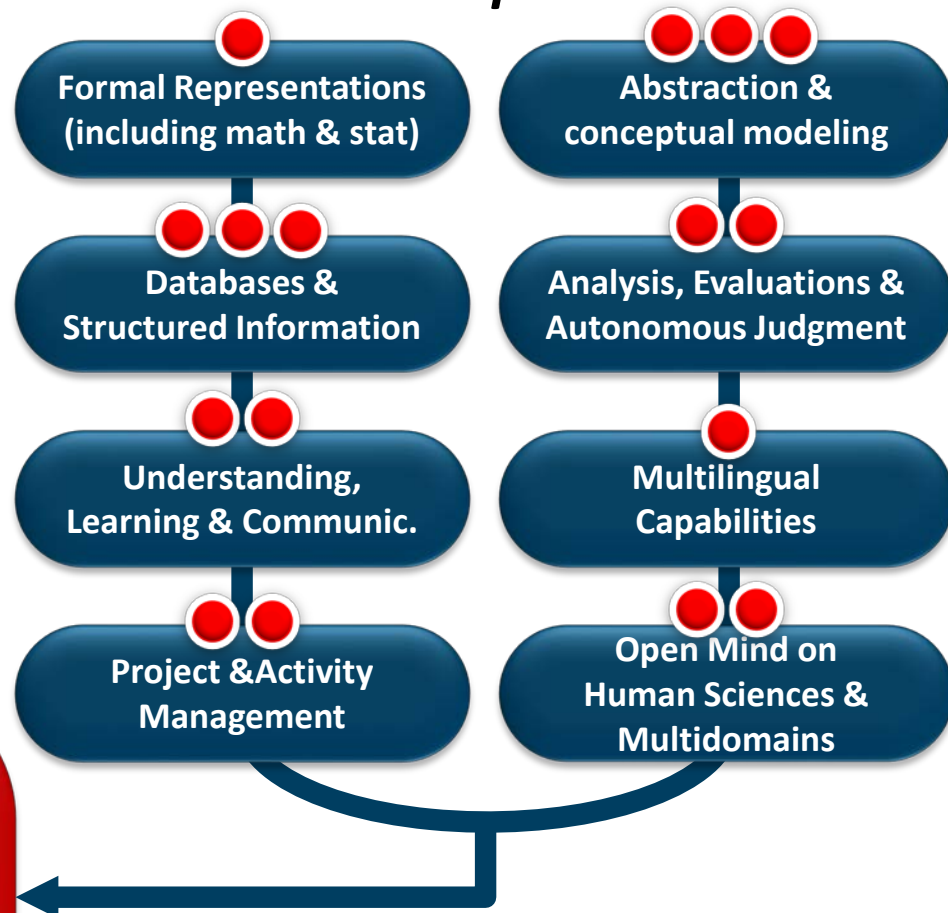 Formal Representations
(including math & stat)
Databases &
Structured Information
Understanding,
Learning & Communic.
Project &Activity
Management
Abstraction &
conceptual modeling
Analysis, Evaluations &
Autonomous Judgment
Multilingual
Capabilities
Open Mind on
Human Sciences &
Multidomains